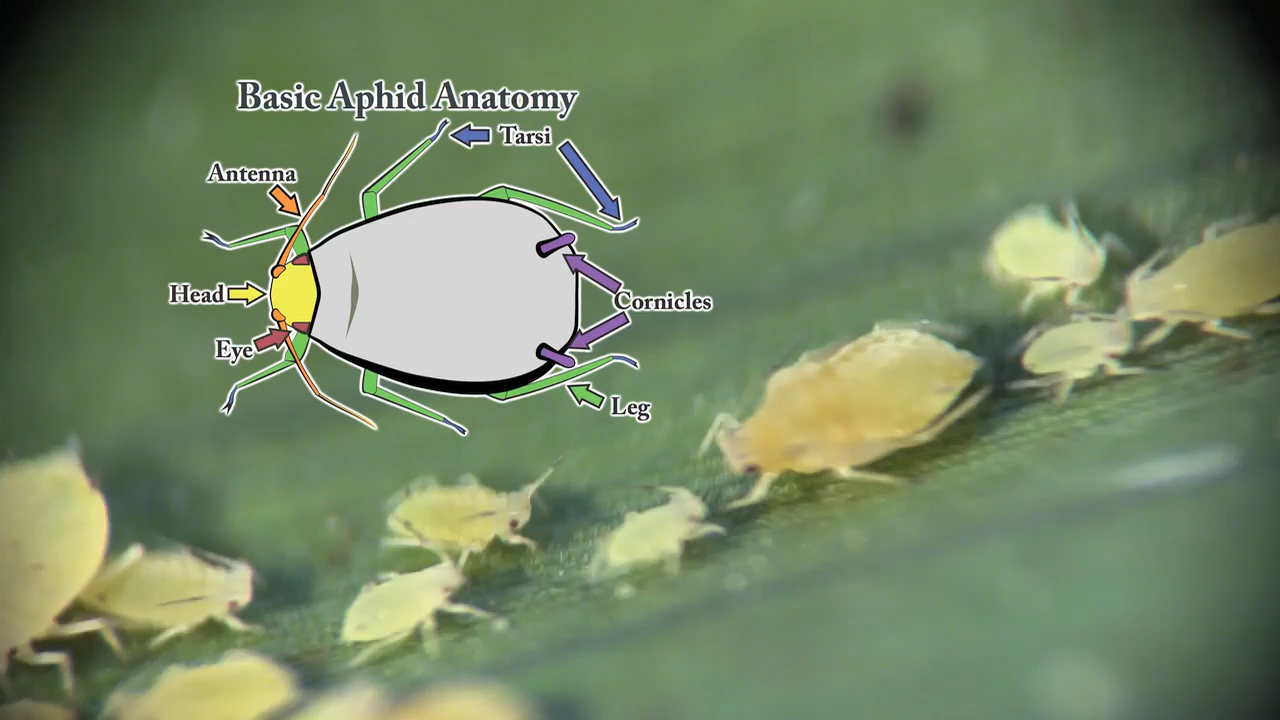 Basic Aphid Anatomy
Tarsi
Antenna
Head
Cornicles
Eye
Leg